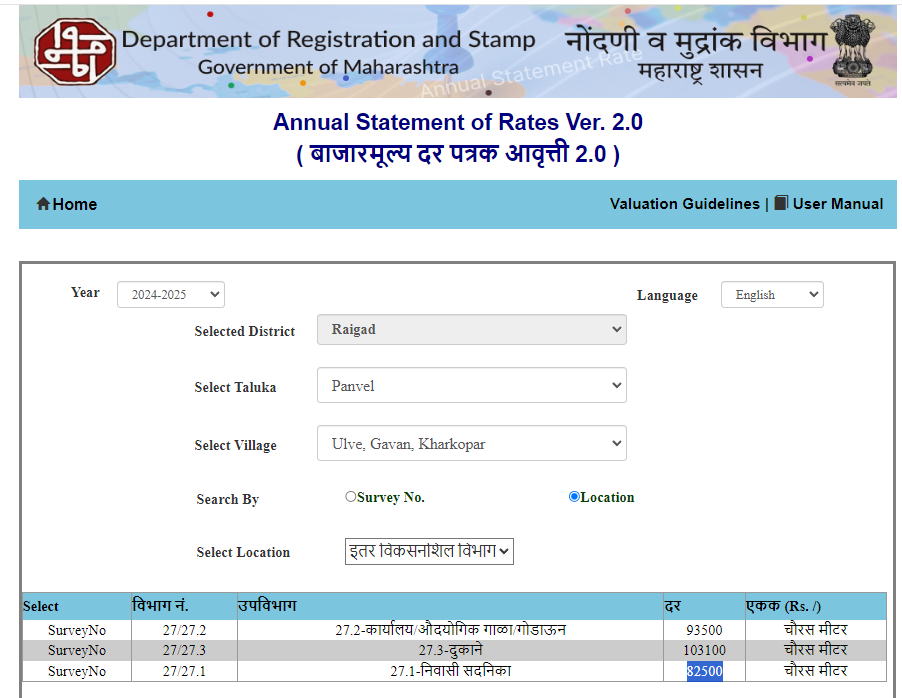 Department of Registration and Stamp
Government of Maharashtra
नोंदणी व मुद्रांक विभाग
महाराष्ट्र शासन
सत्यमेव जयते
Annual Statement Rate
Annual Statement of Rates Ver. 2.0
( बाजारमूल्य दर पत्रक आवृत्ती 2.0 )
Home
Valuation Guidelines | User Manual
Year 2024-2025 Language English
Selected District Raigad
Select Taluka Panvel
Select Village Ulve, Gavan, Kharkopar
Search By Survey No. Location
Select Location इतर विकसनशिल विभाग
Select विभाग नं. उपविभाग दर एकक (Rs. /)
SurveyNo 27/27.2 27.2-कार्यालय/औदयोगिक गाळा/गोडाऊन 93500 चौरस मीटर
SurveyNo 27/27.3 27.3-दुकाने 103100 चौरस मीटर
SurveyNo 27/27.1 27.1-निवासी सदनिका 82500 चौरस मीटर